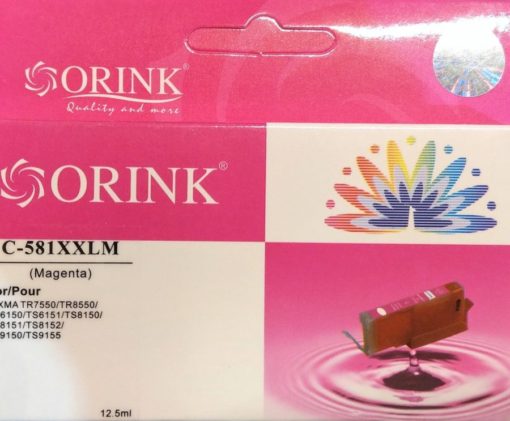 ORINK®
Quality and more
ORINK®
C-581XXLM
(Magenta)
or/Pour
XMA TR7550/TR8550/
6150/TS6151/TS8150/
8151/TS8152/
9150/TS9155
12.5ml